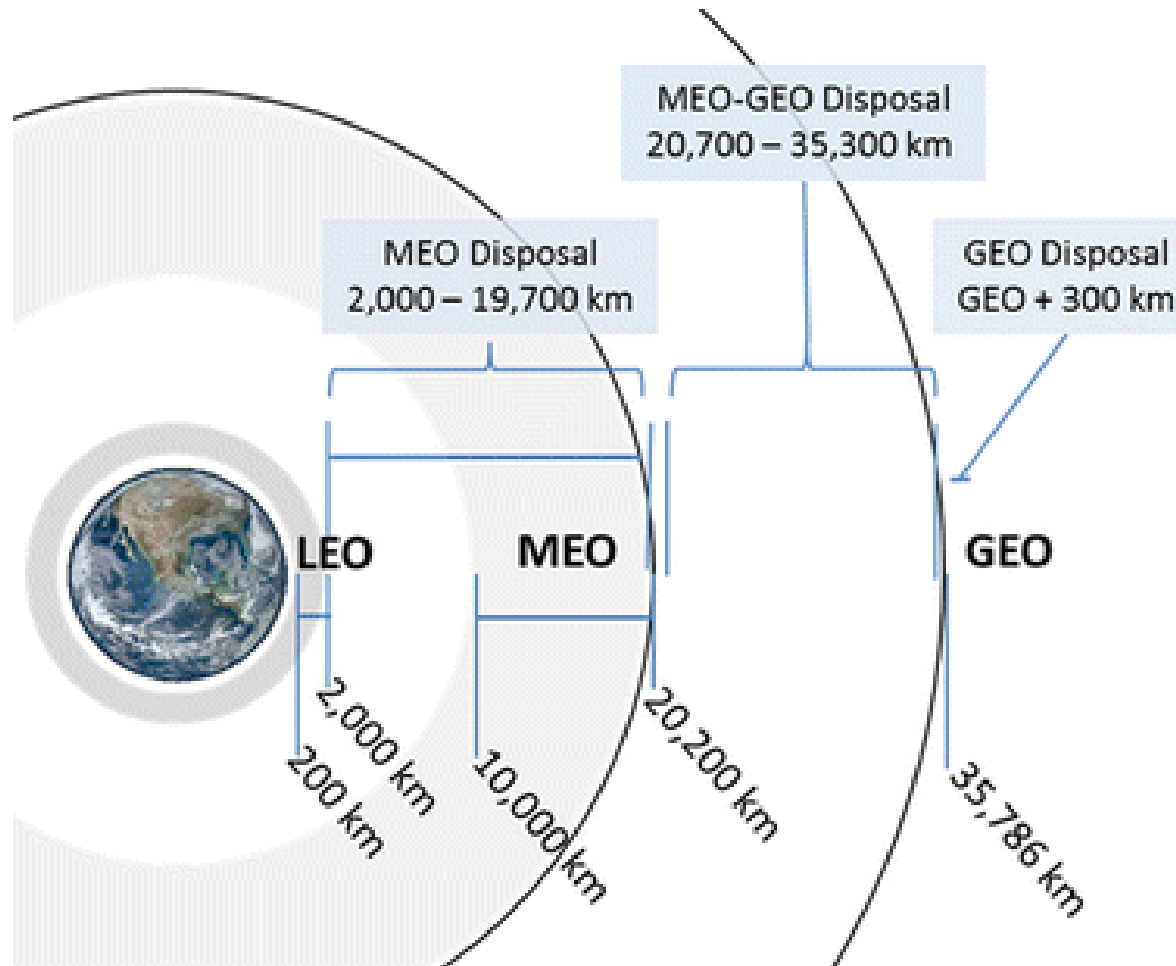 MEO-GEO Disposal
20,700 – 35,300 km
MEO Disposal
2,000 – 19,700 km
GEO Disposal
GEO + 300 km
LEO
MEO
GEO
200 km
2,000 km
10,000 km
20,200 km
35,786 km